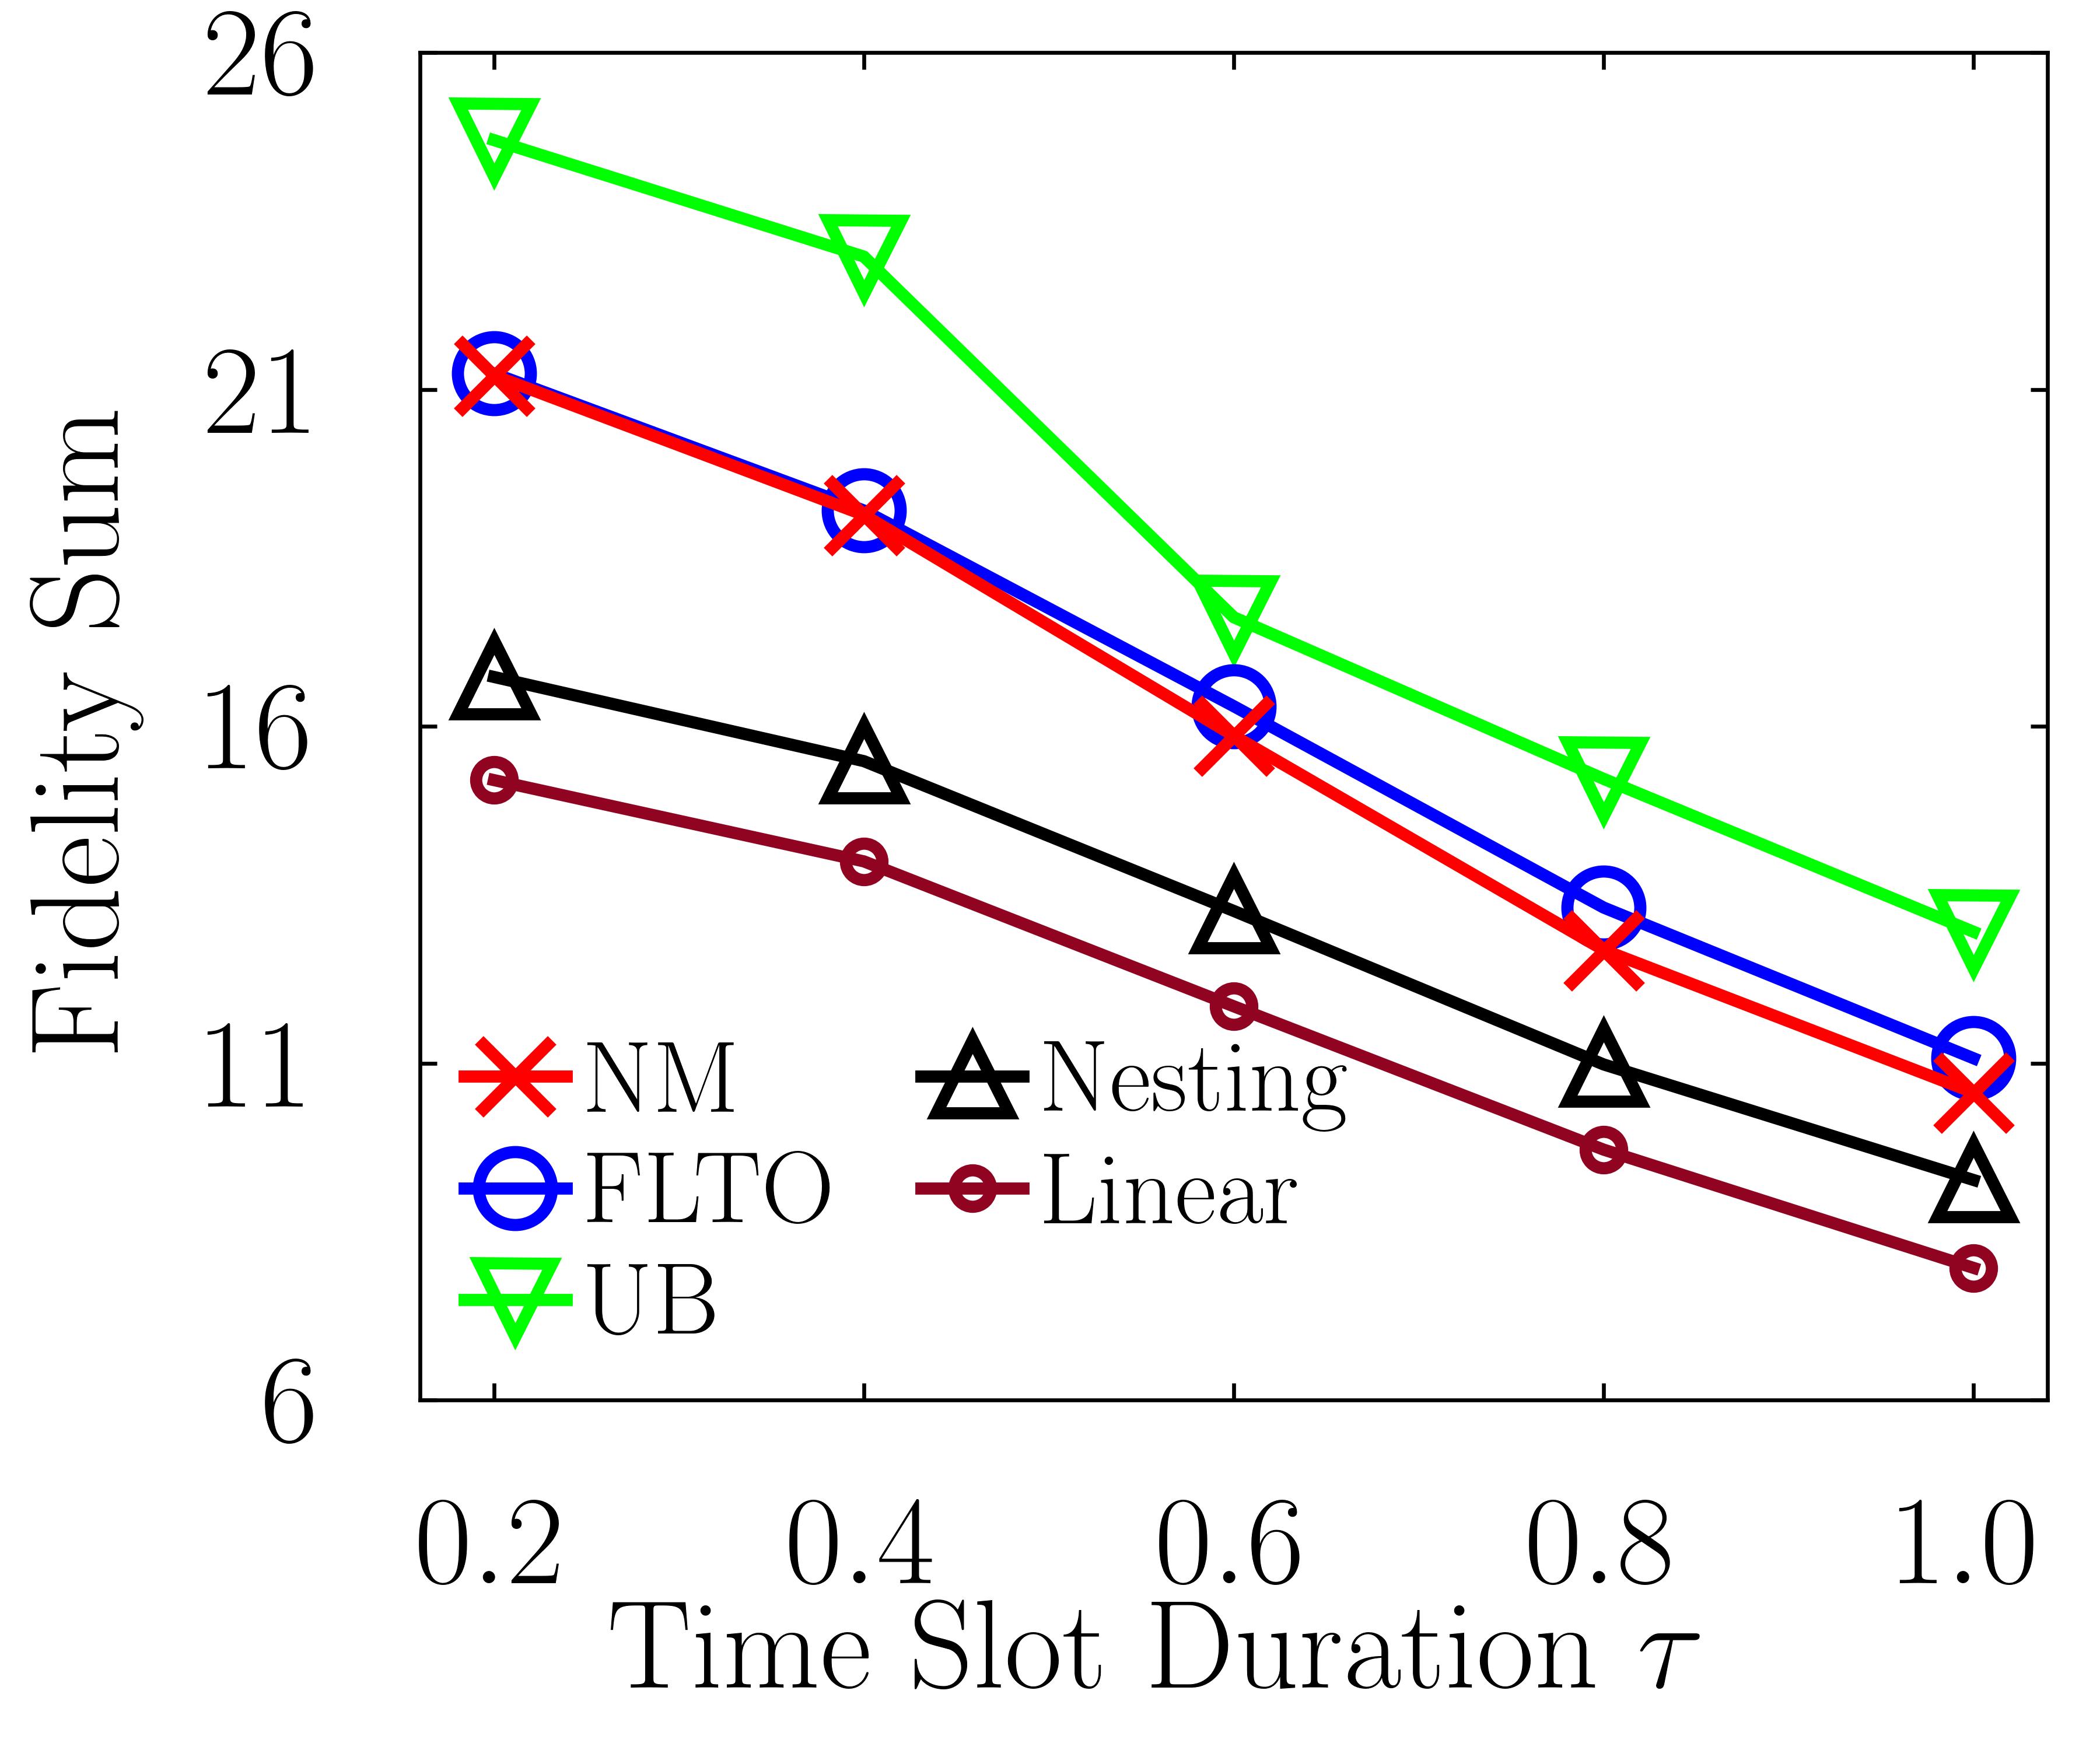 26
21
16
11
6
Fidelity Sum
NM
FLTO
UB
Nesting
Linear
0.2 0.4 0.6 0.8 1.0
Time Slot Duration τ